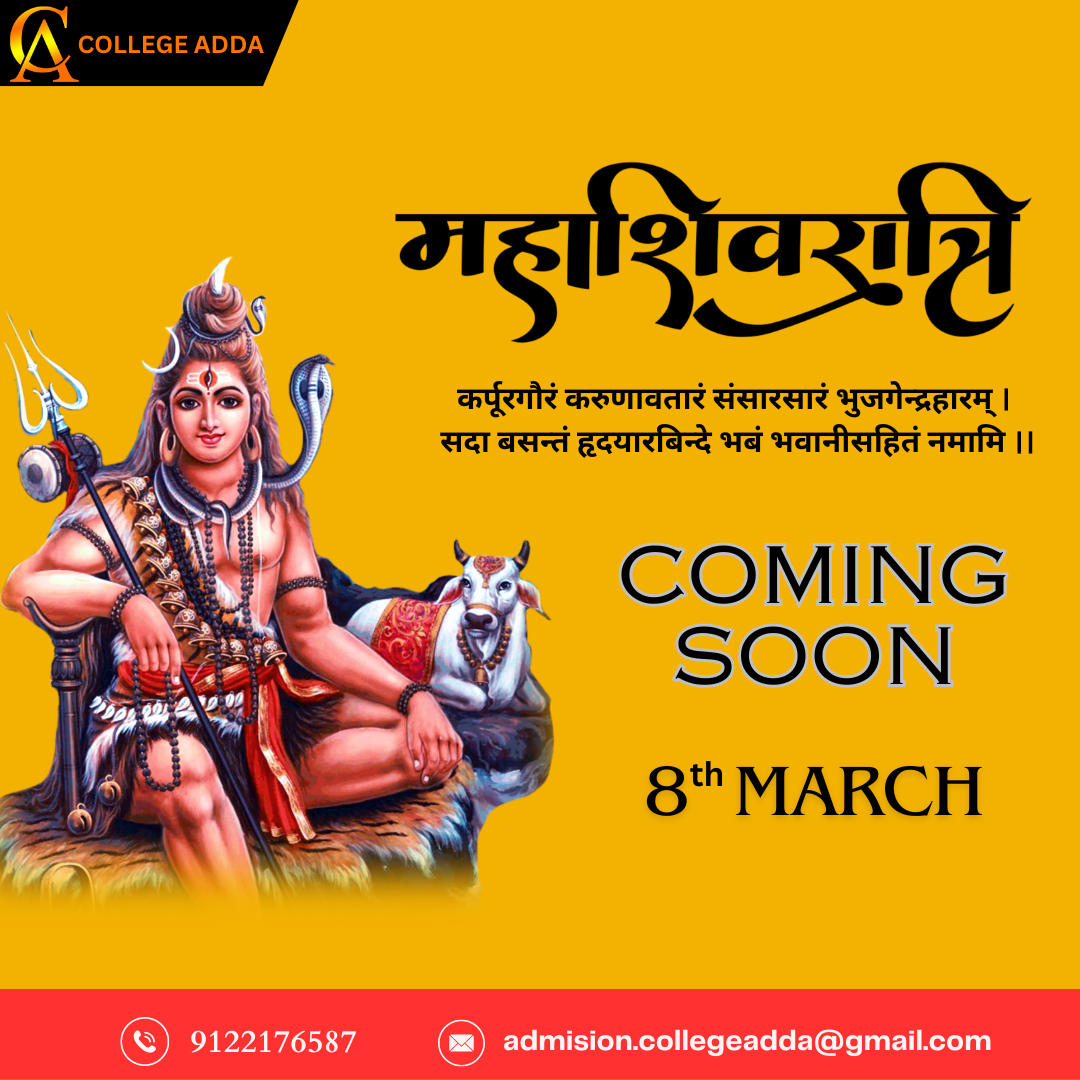 CA COLLEGE ADDA
महाशिवरात्रि
कर्पूरगौरं करुणावतारं संसारसारं भुजगेन्द्रहारम् ।
सदा बसन्तं हृदयारबिन्दे भबं भवानीसहितं नमामि ।।
COMING
SOON
8th MARCH
9122176587 admision.collegeadda@gmail.com